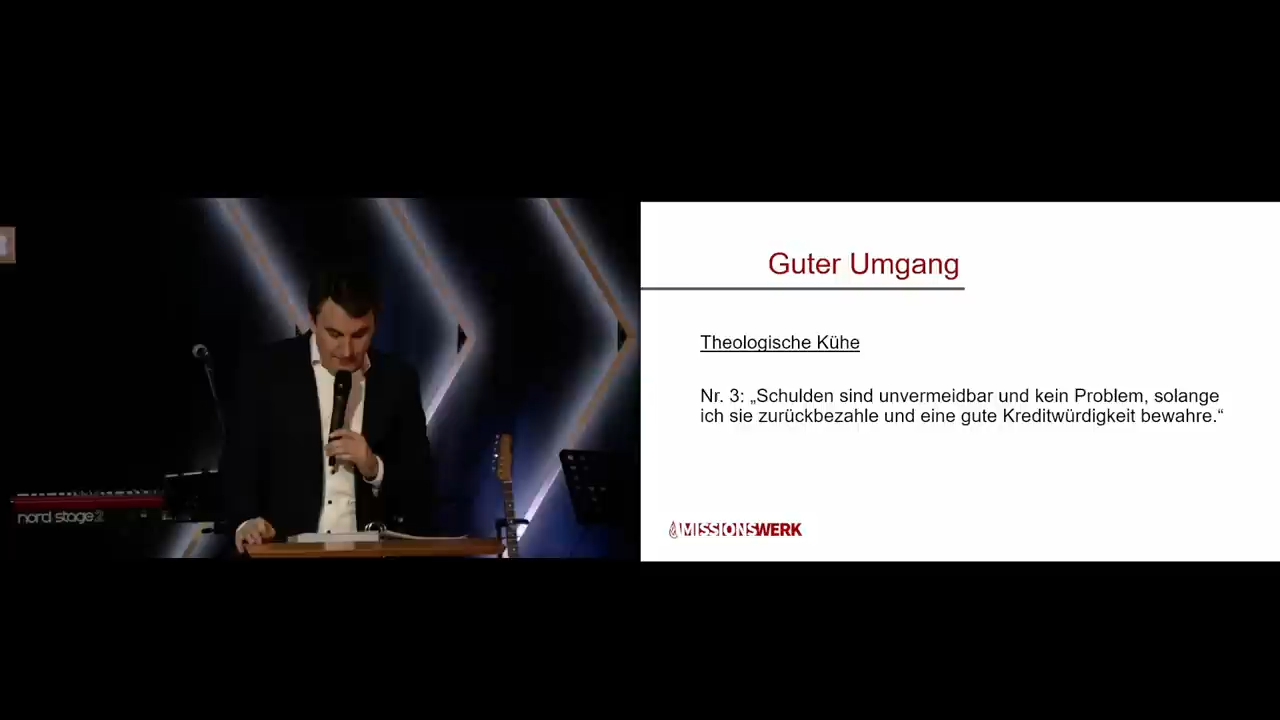 Guter Umgang
Theologische Kühe
Nr. 3: „Schulden sind unvermeidbar und kein Problem, solange
ich sie zurückbezahle und eine gute Kreditwürdigkeit bewahre.“
MISSIONSWERK
nord stage 2